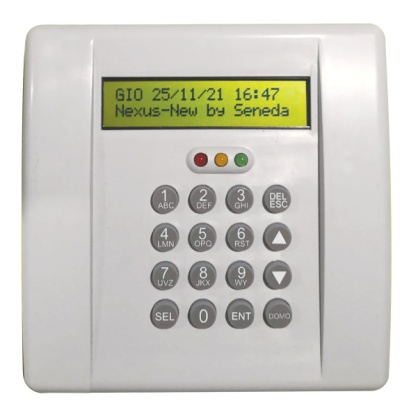 GIO 25/11/21 16:47
Nexus-New by Seneda
1 ABC 2 DEF 3 GHI DEL ESC
4 LMN 5 OPQ 6 RST
7 UVZ 8 JKX 9 WY
SEL 0 ENT DOMO